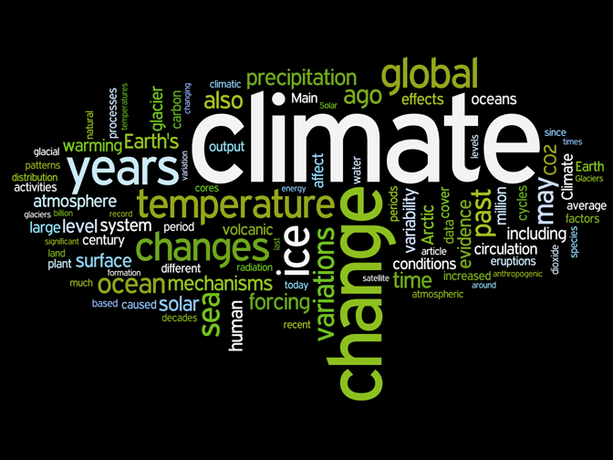 climatic
precipitation
global
temperatures
processes
glacier
carbon
changing
also
Main
Solar
ago
effects
oceans
natural
climate
levels
since
times
glacial
warming
Earth's
variation
output
affect
water
CO2
Climate
Earth
Glaciers
patterns
distribution
activities
years
cores
energy
periods
variability
Arctic
cover
data
evidence
past
million
cycles
may
average
factors
atmosphere
glaciers
billion
record
temperature
change
including
species
dioxide
large
level
system
period
volcanic
last
ice
variations
article
circulation
significant
century
changes
conditions
eruptions
land
plant
surface
different
radiation
satellite
time
increased
anthropogenic
formation
much
ocean
mechanisms
today
around
atmospheric
based
caused
solar
sea
human
forcing
recent
decades